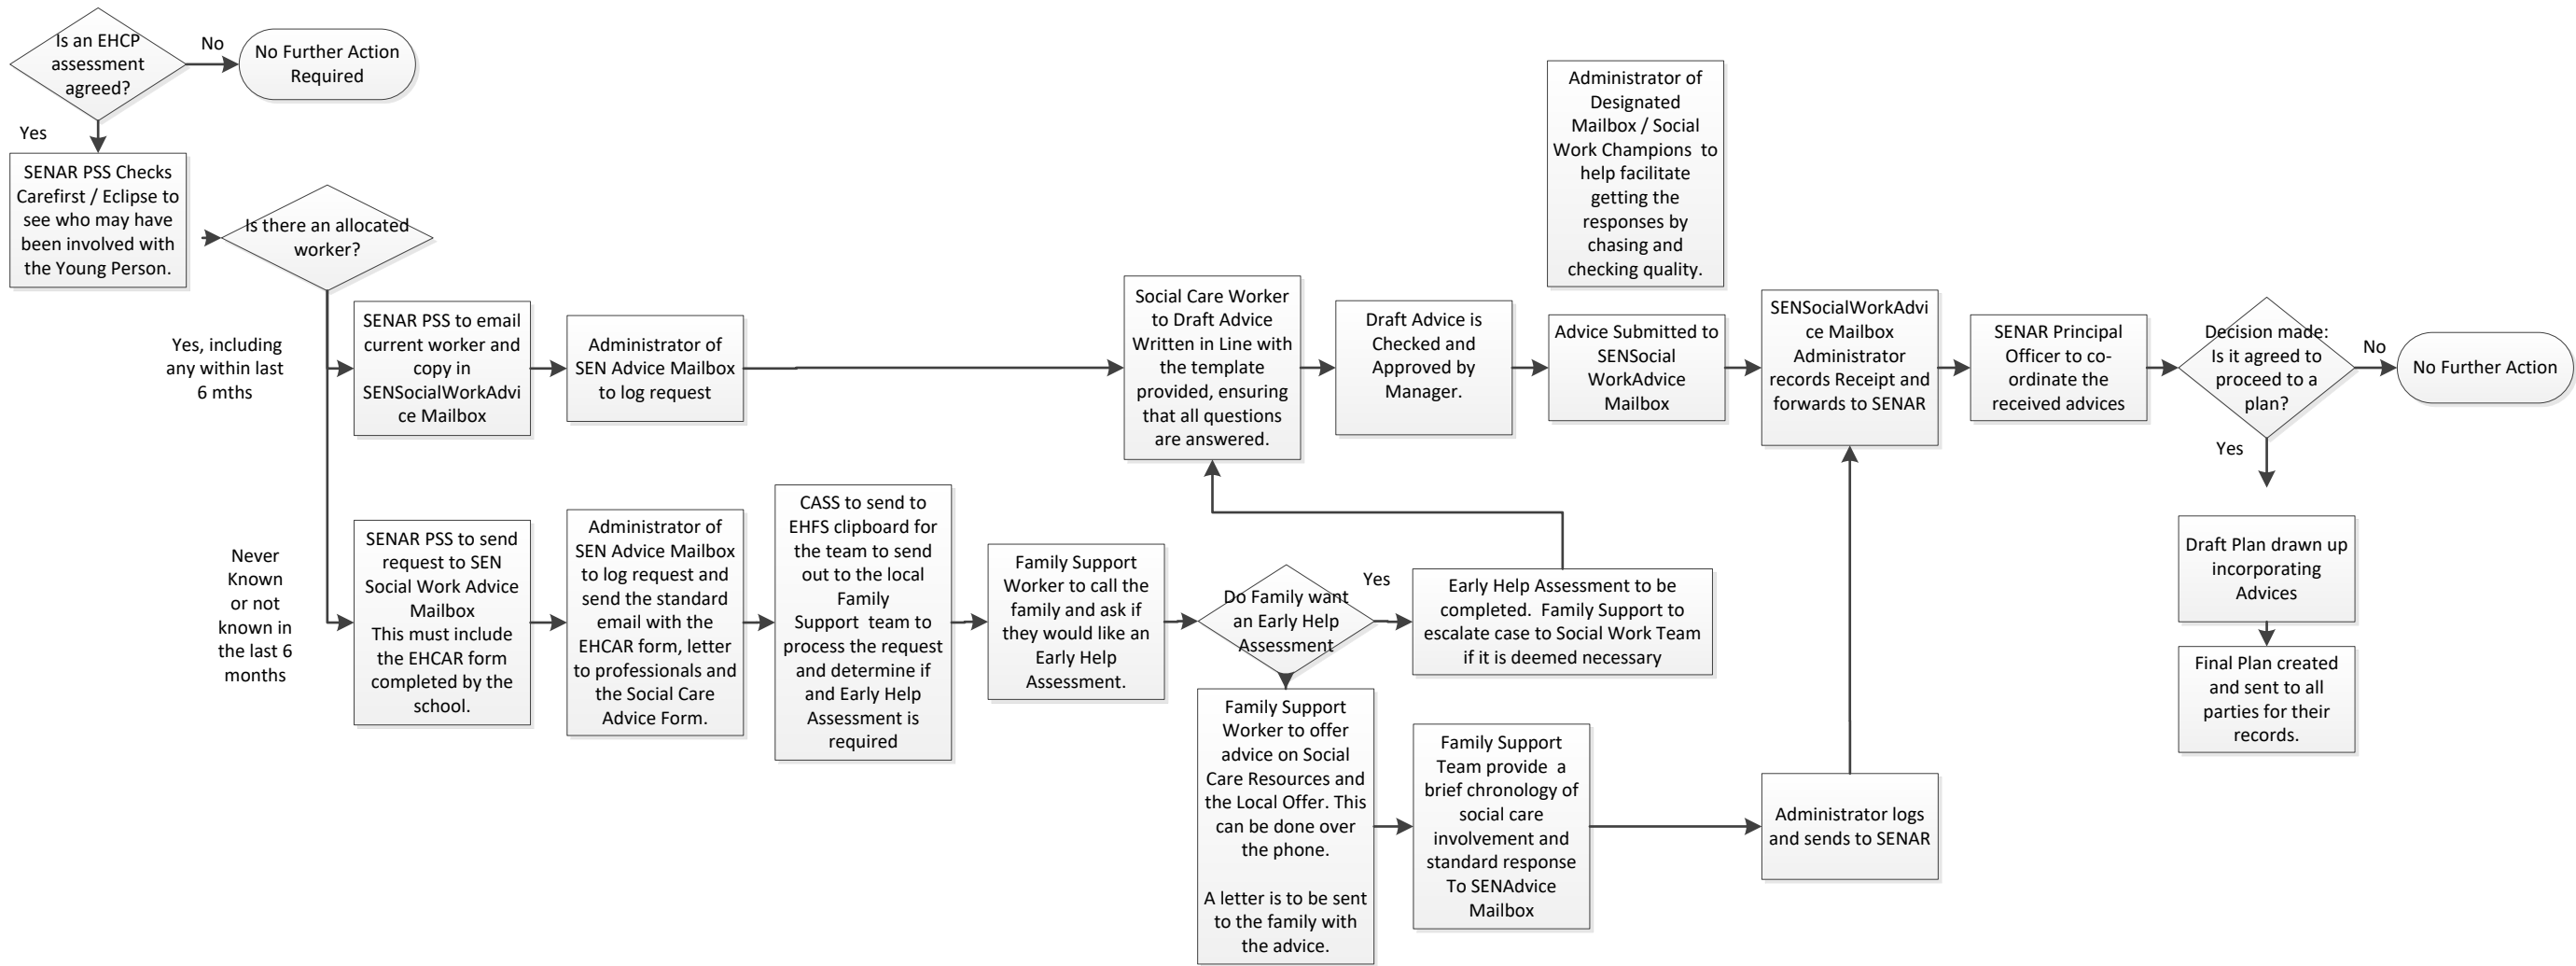 Is an EHCP
assessment
agreed?
No
No Further Action
Required
Yes
SENAR PSS Checks
Carefirst / Eclipse to
see who may have
been involved with
the Young Person.
Is there an allocated
worker?
Yes, including
any within last
6 mths
SENAR PSS to email
current worker and
copy in
SENSocialWorkAdvi
ce Mailbox
Administrator of
SEN Advice Mailbox
to log request
Social Care Worker
to Draft Advice
Written in Line with
the template
provided, ensuring
that all questions
are answered.
Draft Advice is
Checked and
Approved by
Manager.
Administrator of
Designated
Mailbox / Social
Work Champions  to
help facilitate
getting the
responses by
chasing and
checking quality.
Advice Submitted to
SENSocial
WorkAdvice
Mailbox
SENSocialWorkAdvi
ce Mailbox
Administrator
records Receipt and
forwards to SENAR
SENAR Principal
Officer to co-
ordinate the
received advices
Decision made:
Is it agreed to
proceed to a
plan?
No
No Further Action
Yes
Draft Plan drawn up
incorporating
Advices
Final Plan created
and sent to all
parties for their
records.
Never
Known
or not
known in
the last 6
months
SENAR PSS to send
request to SEN
Social Work Advice
Mailbox
This must include
the EHCAR form
completed by the
school.
Administrator of
SEN Advice Mailbox
to log request and
send the standard
email with the
EHCAR form, letter
to professionals and
the Social Care
Advice Form.
CASS to send to
EHFS clipboard for
the team to send
out to the local
Family
Support  team to
process the request
and determine if
and Early Help
Assessment is
required
Family Support
Worker to call the
family and ask if
they would like an
Early Help
Assessment.
Do Family want
an Early Help
Assessment
Yes
Early Help Assessment to be
completed.  Family Support to
escalate case to Social Work Team
if it is deemed necessary
Family Support
Worker to offer
advice on Social
Care Resources and
the Local Offer. This
can be done over
the phone.
A letter is to be sent
to the family with
the advice.
Family Support
Team provide  a
brief chronology of
social care
involvement and
standard response
To SENAdvice
Mailbox
Administrator logs
and sends to SENAR